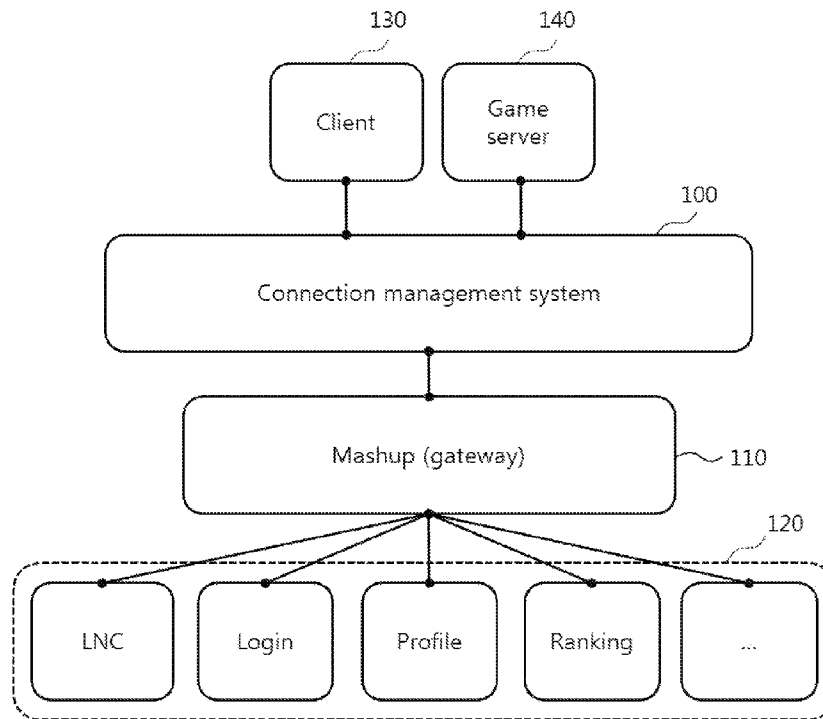 130
140
Client
Game
server
100
Connection management system
Mashup (gateway)
110
120
LNC
Login
Profile
Ranking
...